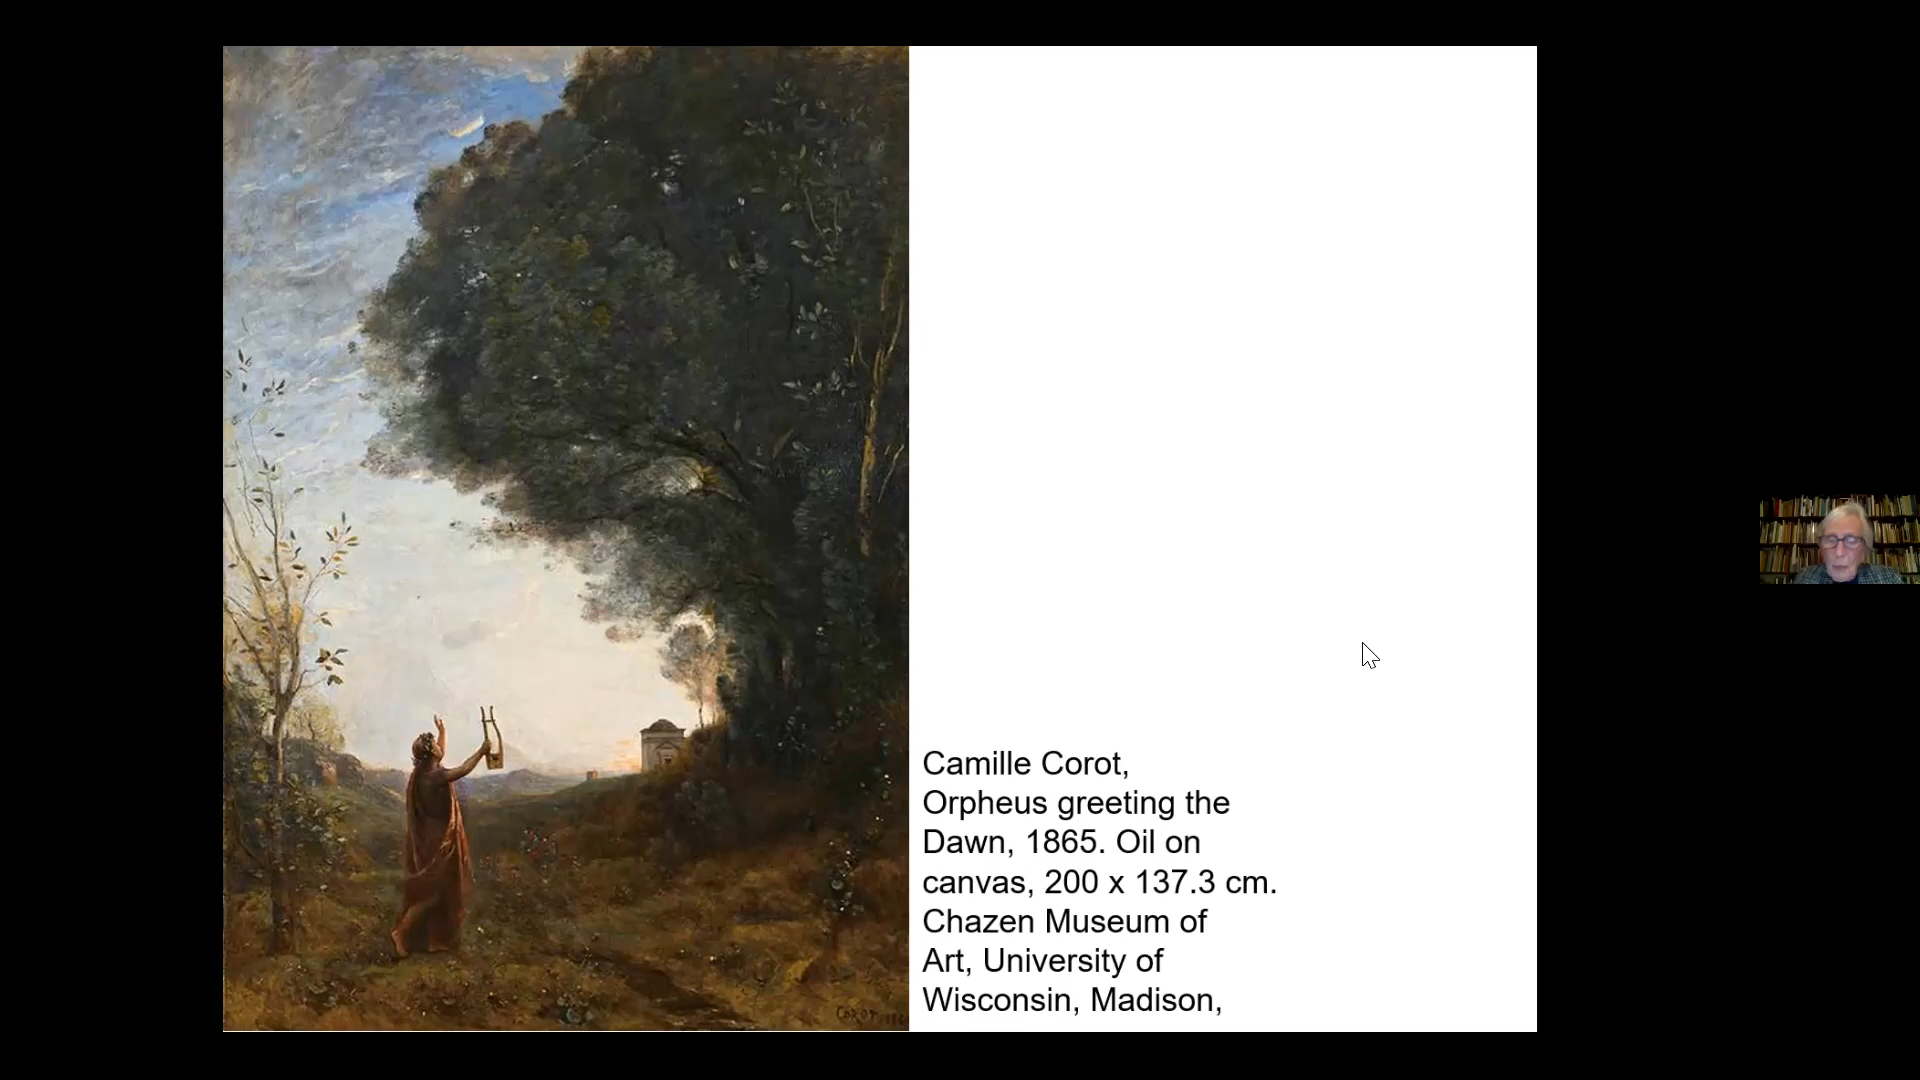 Camille Corot,
Orpheus greeting the
Dawn, 1865. Oil on
canvas, 200 x 137.3 cm.
Chazen Museum of
Art, University of
Wisconsin, Madison,
COROT